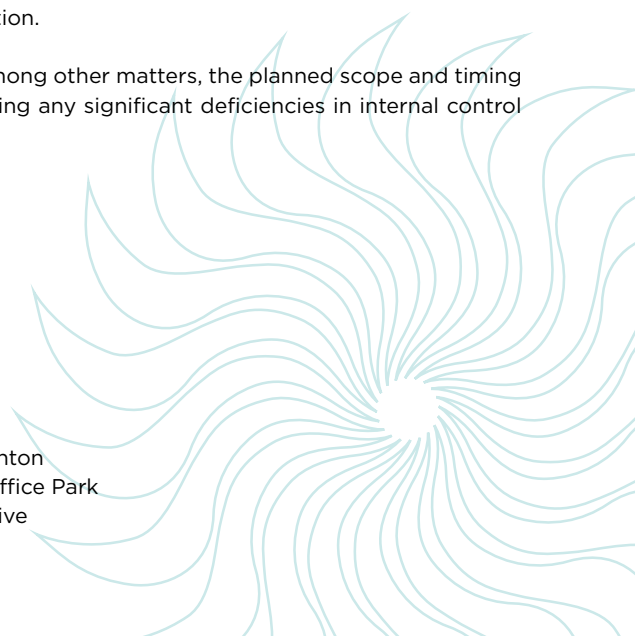 tion.
mong other matters, the planned scope and timing
ing any significant deficiencies in internal control
nton
ffice Park
ive